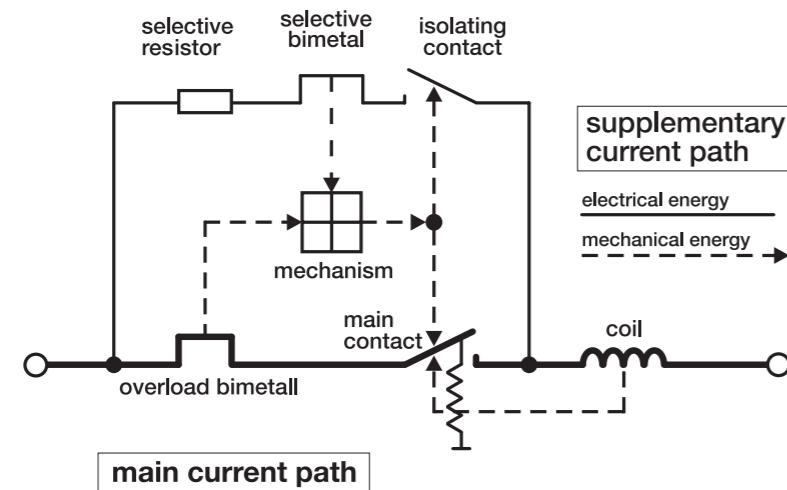 selective
resistor
selective
bimetal
isolating
contact
supplementary
current path
electrical energy
mechanical energy
mechanism
main
contact
coil
overload bimetall
main current path